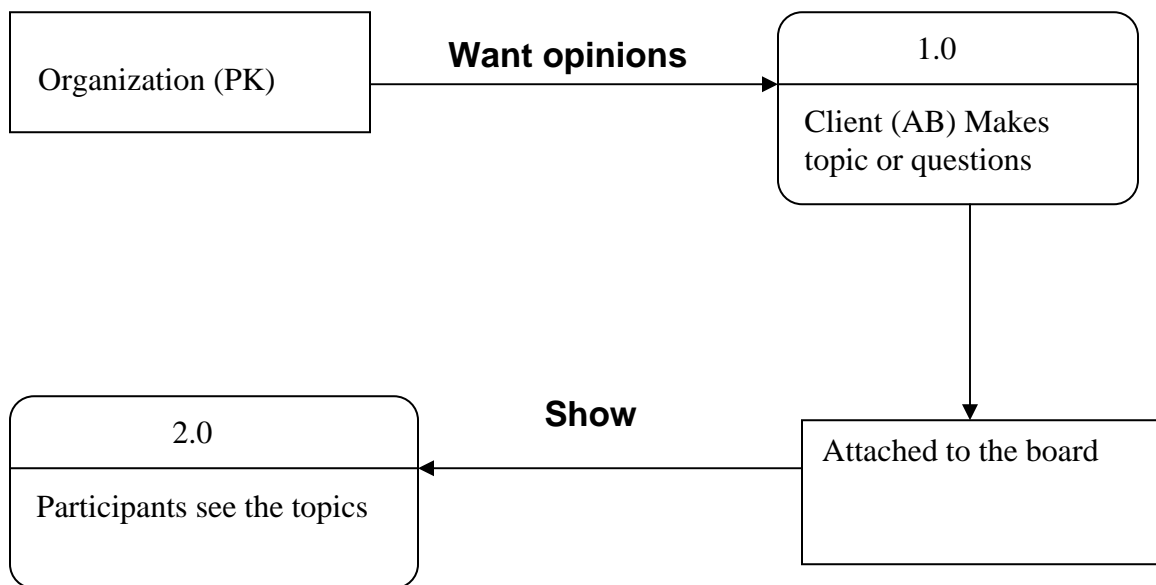 Organization (PK)
Want opinions
1.0
Client (AB) Makes
topic or questions
2.0
Participants see the topics
Show
Attached to the board